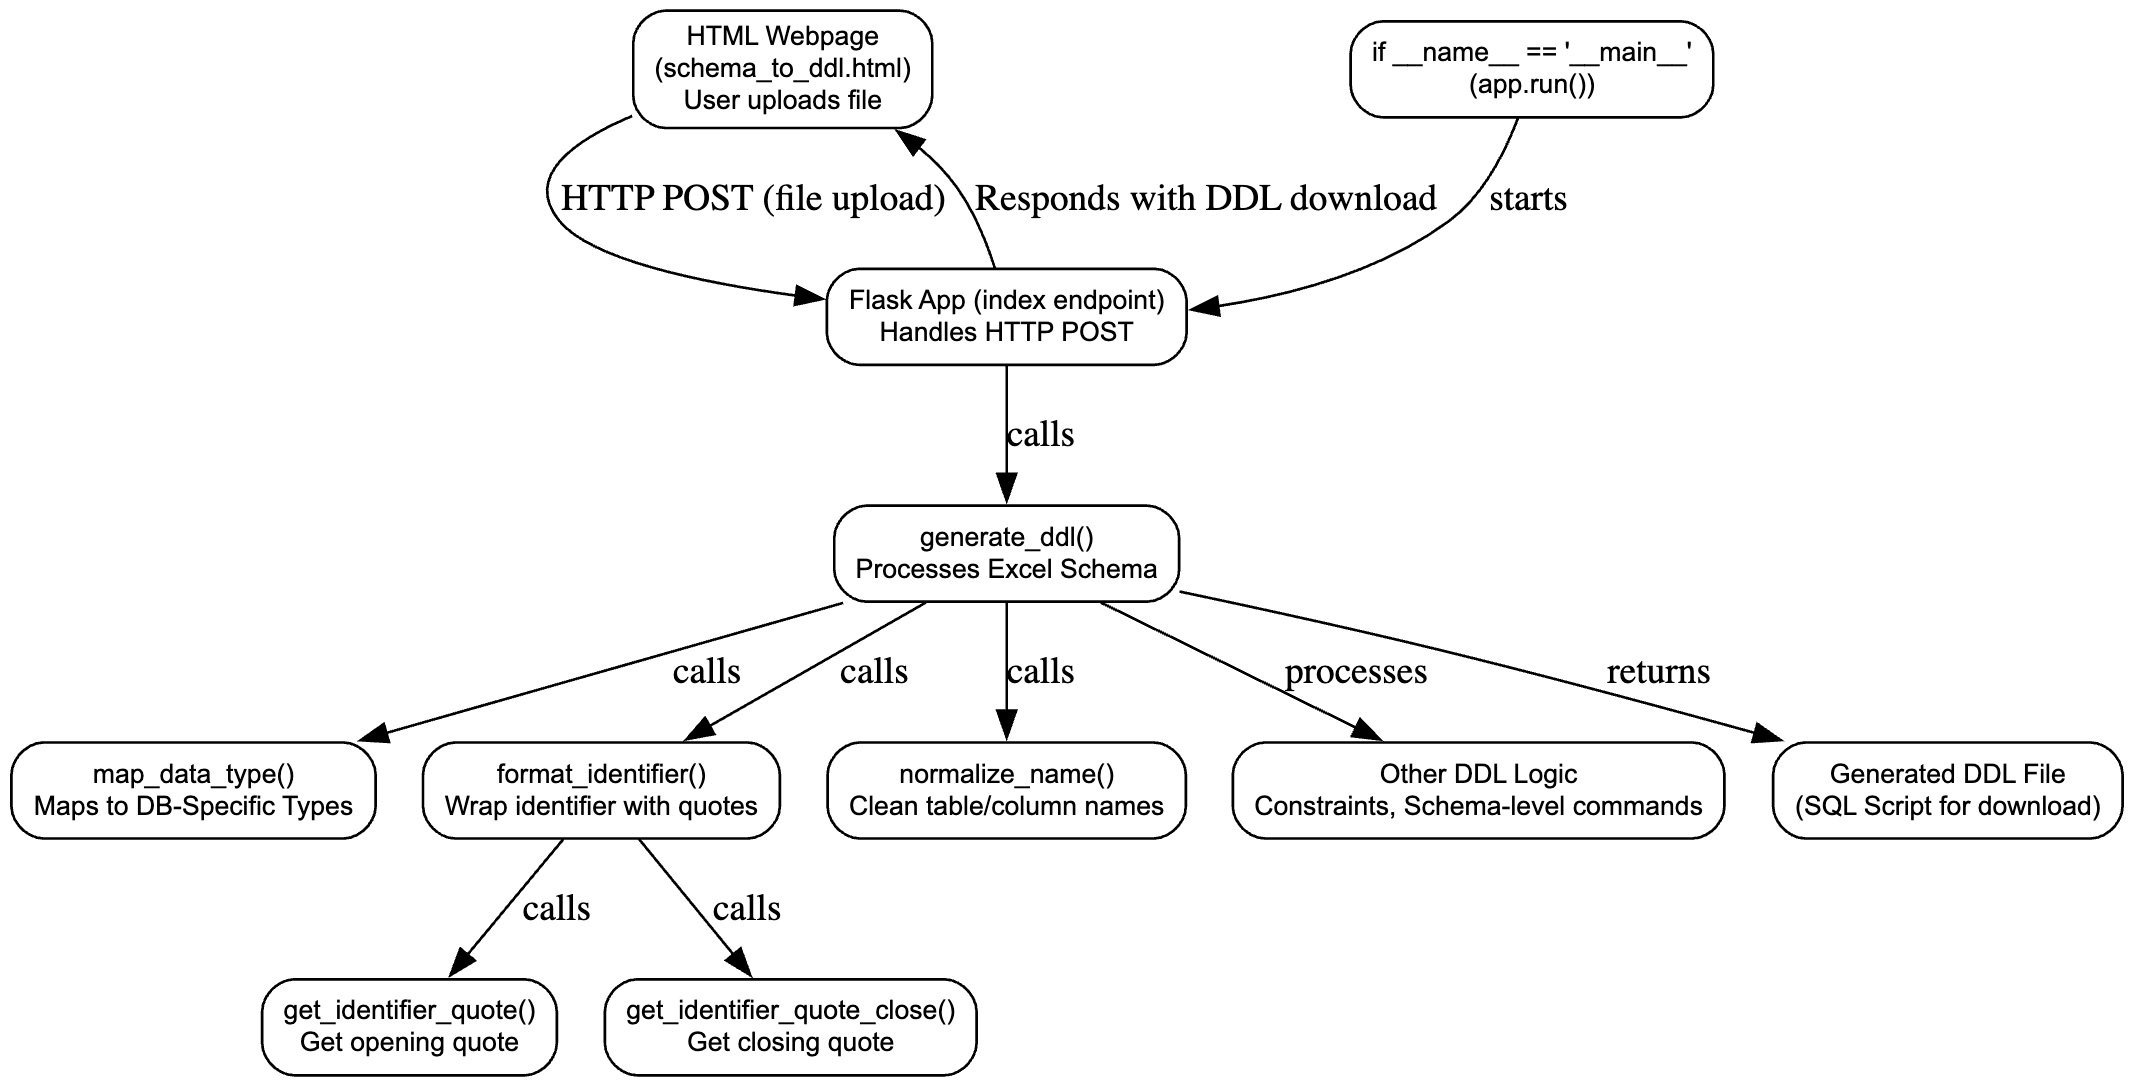 HTML Webpage
(schema_to_ddl.html)
User uploads file
if __name__ == '__main__'
(app.run())
HTTP POST (file upload)
Responds with DDL download
starts
Flask App (index endpoint)
Handles HTTP POST
calls
generate_ddl()
Processes Excel Schema
calls
calls
calls
processes
returns
map_data_type()
Maps to DB-Specific Types
format_identifier()
Wrap identifier with quotes
normalize_name()
Clean table/column names
Other DDL Logic
Constraints, Schema-level commands
Generated DDL File
(SQL Script for download)
calls
calls
get_identifier_quote()
Get opening quote
get_identifier_quote_close()
Get closing quote